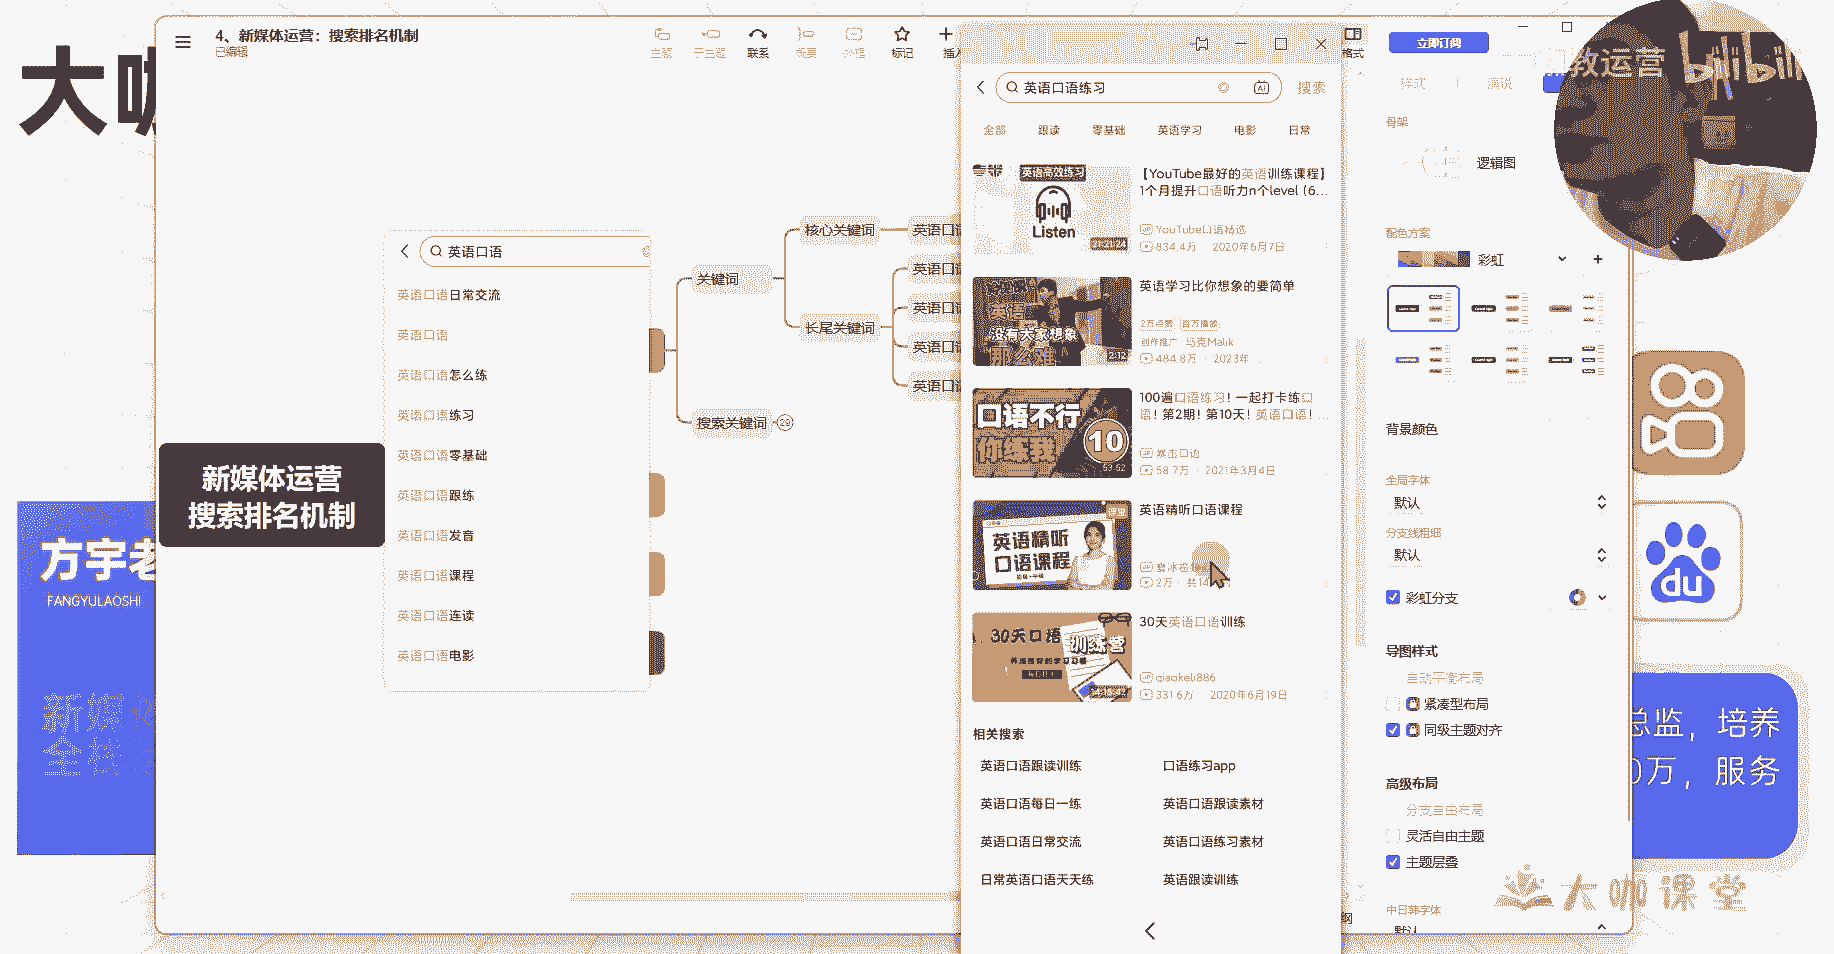 4、新媒体运营：搜索排名机制
已编辑
主题
子主题
联系
概要
外框
标记
插入
格式
立即订阅
教运营
bilibili
样式
演说
大咖
骨架
逻辑图
配色方案
彩虹
背景颜色
全局字体
默认
分支线粗细
默认
彩虹分支
导图样式
自动平衡布局
紧凑型布局
同级主题对齐
高级布局
分支自由布局
灵活自由主题
主题层叠
中日韩字体
默认
英语口语
英语口语日常交流
英语口语
英语口语怎么练
英语口语练习
英语口语零基础
英语口语跟练
英语口语发音
英语口语课程
英语口语连读
英语口语电影
新媒体运营
搜索排名机制
关键词
核心关键词
英语口语
长尾关键词
英语口语
英语口语
英语口
英语口语
搜索关键词
29
英语口语练习
搜索
全部
跟读
零基础
英语学习
电影
日常
英语高效练习
Listen
21:21:24
【YouTube最好的英语训练课程】
1个月提升口语听力n个level (6...
YouTube口语精选
834.4万 · 2020年6月7日
英语
没有大家想象
那么难
2:12
英语学习比你想象的要简单
2万点赞
百万播放
创作推广 马克Malik
484.8万 · 2023年
口语不行
你练我
10
53:52
100遍口语练习！一起打卡练口
语！第2期！第10天！英语口语！...
58.7万 · 2021年3月4日
课堂
英语精听
口语课程
英语精听口语课程
2万 · 共14
30天口语
训练营
14:15:42
30天英语口语训练
qiaokeli886
331.6万 2020年6月19日
相关搜索
英语口语跟读训练
口语练习app
英语口语每日一练
英语口语跟读素材
英语口语日常交流
英语口语练习素材
日常英语口语天天练
英语跟读训练
方宇老
FANGYULAOSHI
新媒体
全栈
du
总监，培养
0万，服务
大咖课堂